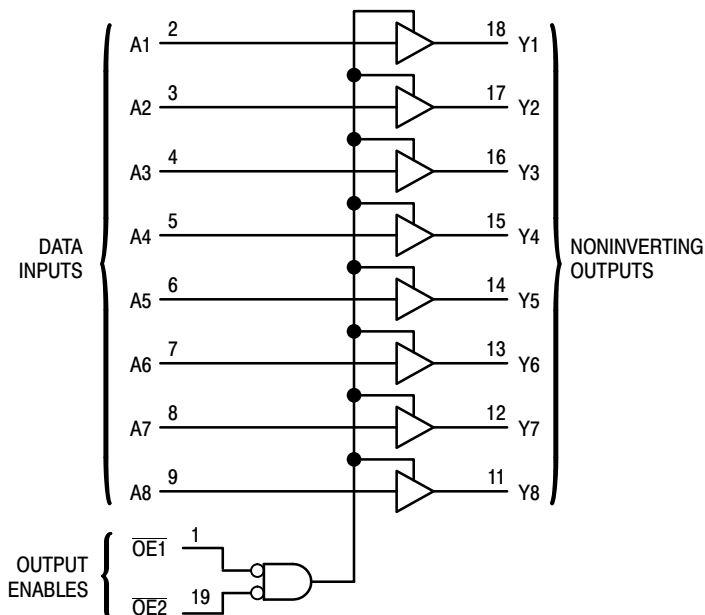 A1 2 18 Y1
A2 3 17 Y2
A3 4 16 Y3
A4 5 15 Y4
DATA
INPUTS
NONINVERTING
OUTPUTS
A5 6 14 Y5
A6 7 13 Y6
A7 8 12 Y7
A8 9 11 Y8
OUTPUT
ENABLES
O̅E̅1̅ 1
O̅E̅2̅ 19